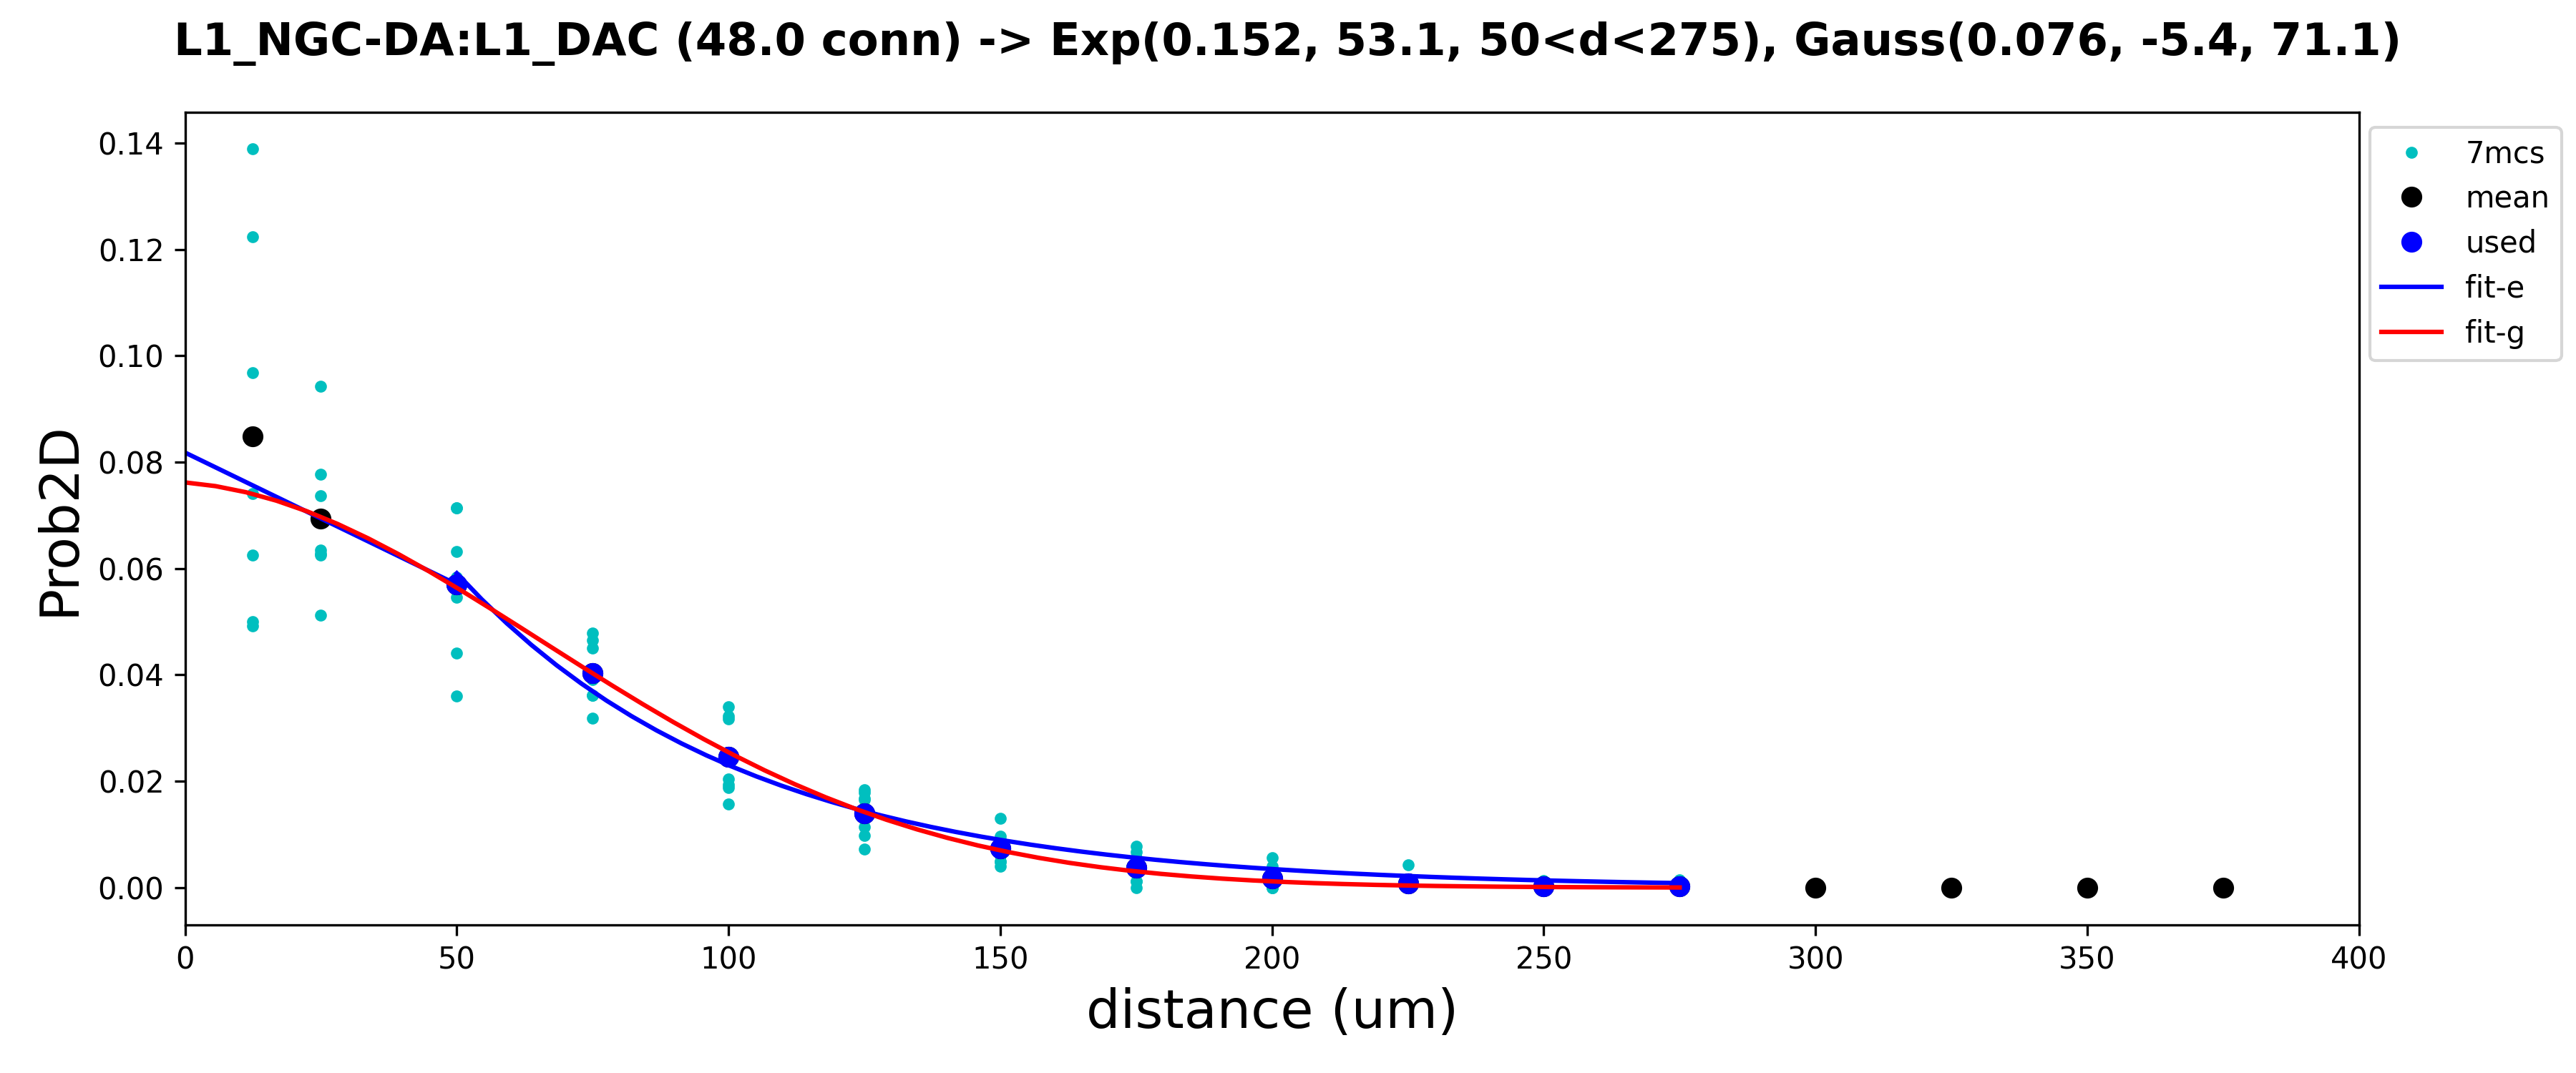 L1_NGC-DA:L1_DAC (48.0 conn) -> Exp(0.152, 53.1, 50<d<275), Gauss(0.076, -5.4, 71.1)
0.14
0.12
0.10
0.08
0.06
0.04
0.02
0.00
Prob2D
0 50 100 150 200 250 300 350 400
distance (um)
7mcs
mean
used
fit-e
fit-g